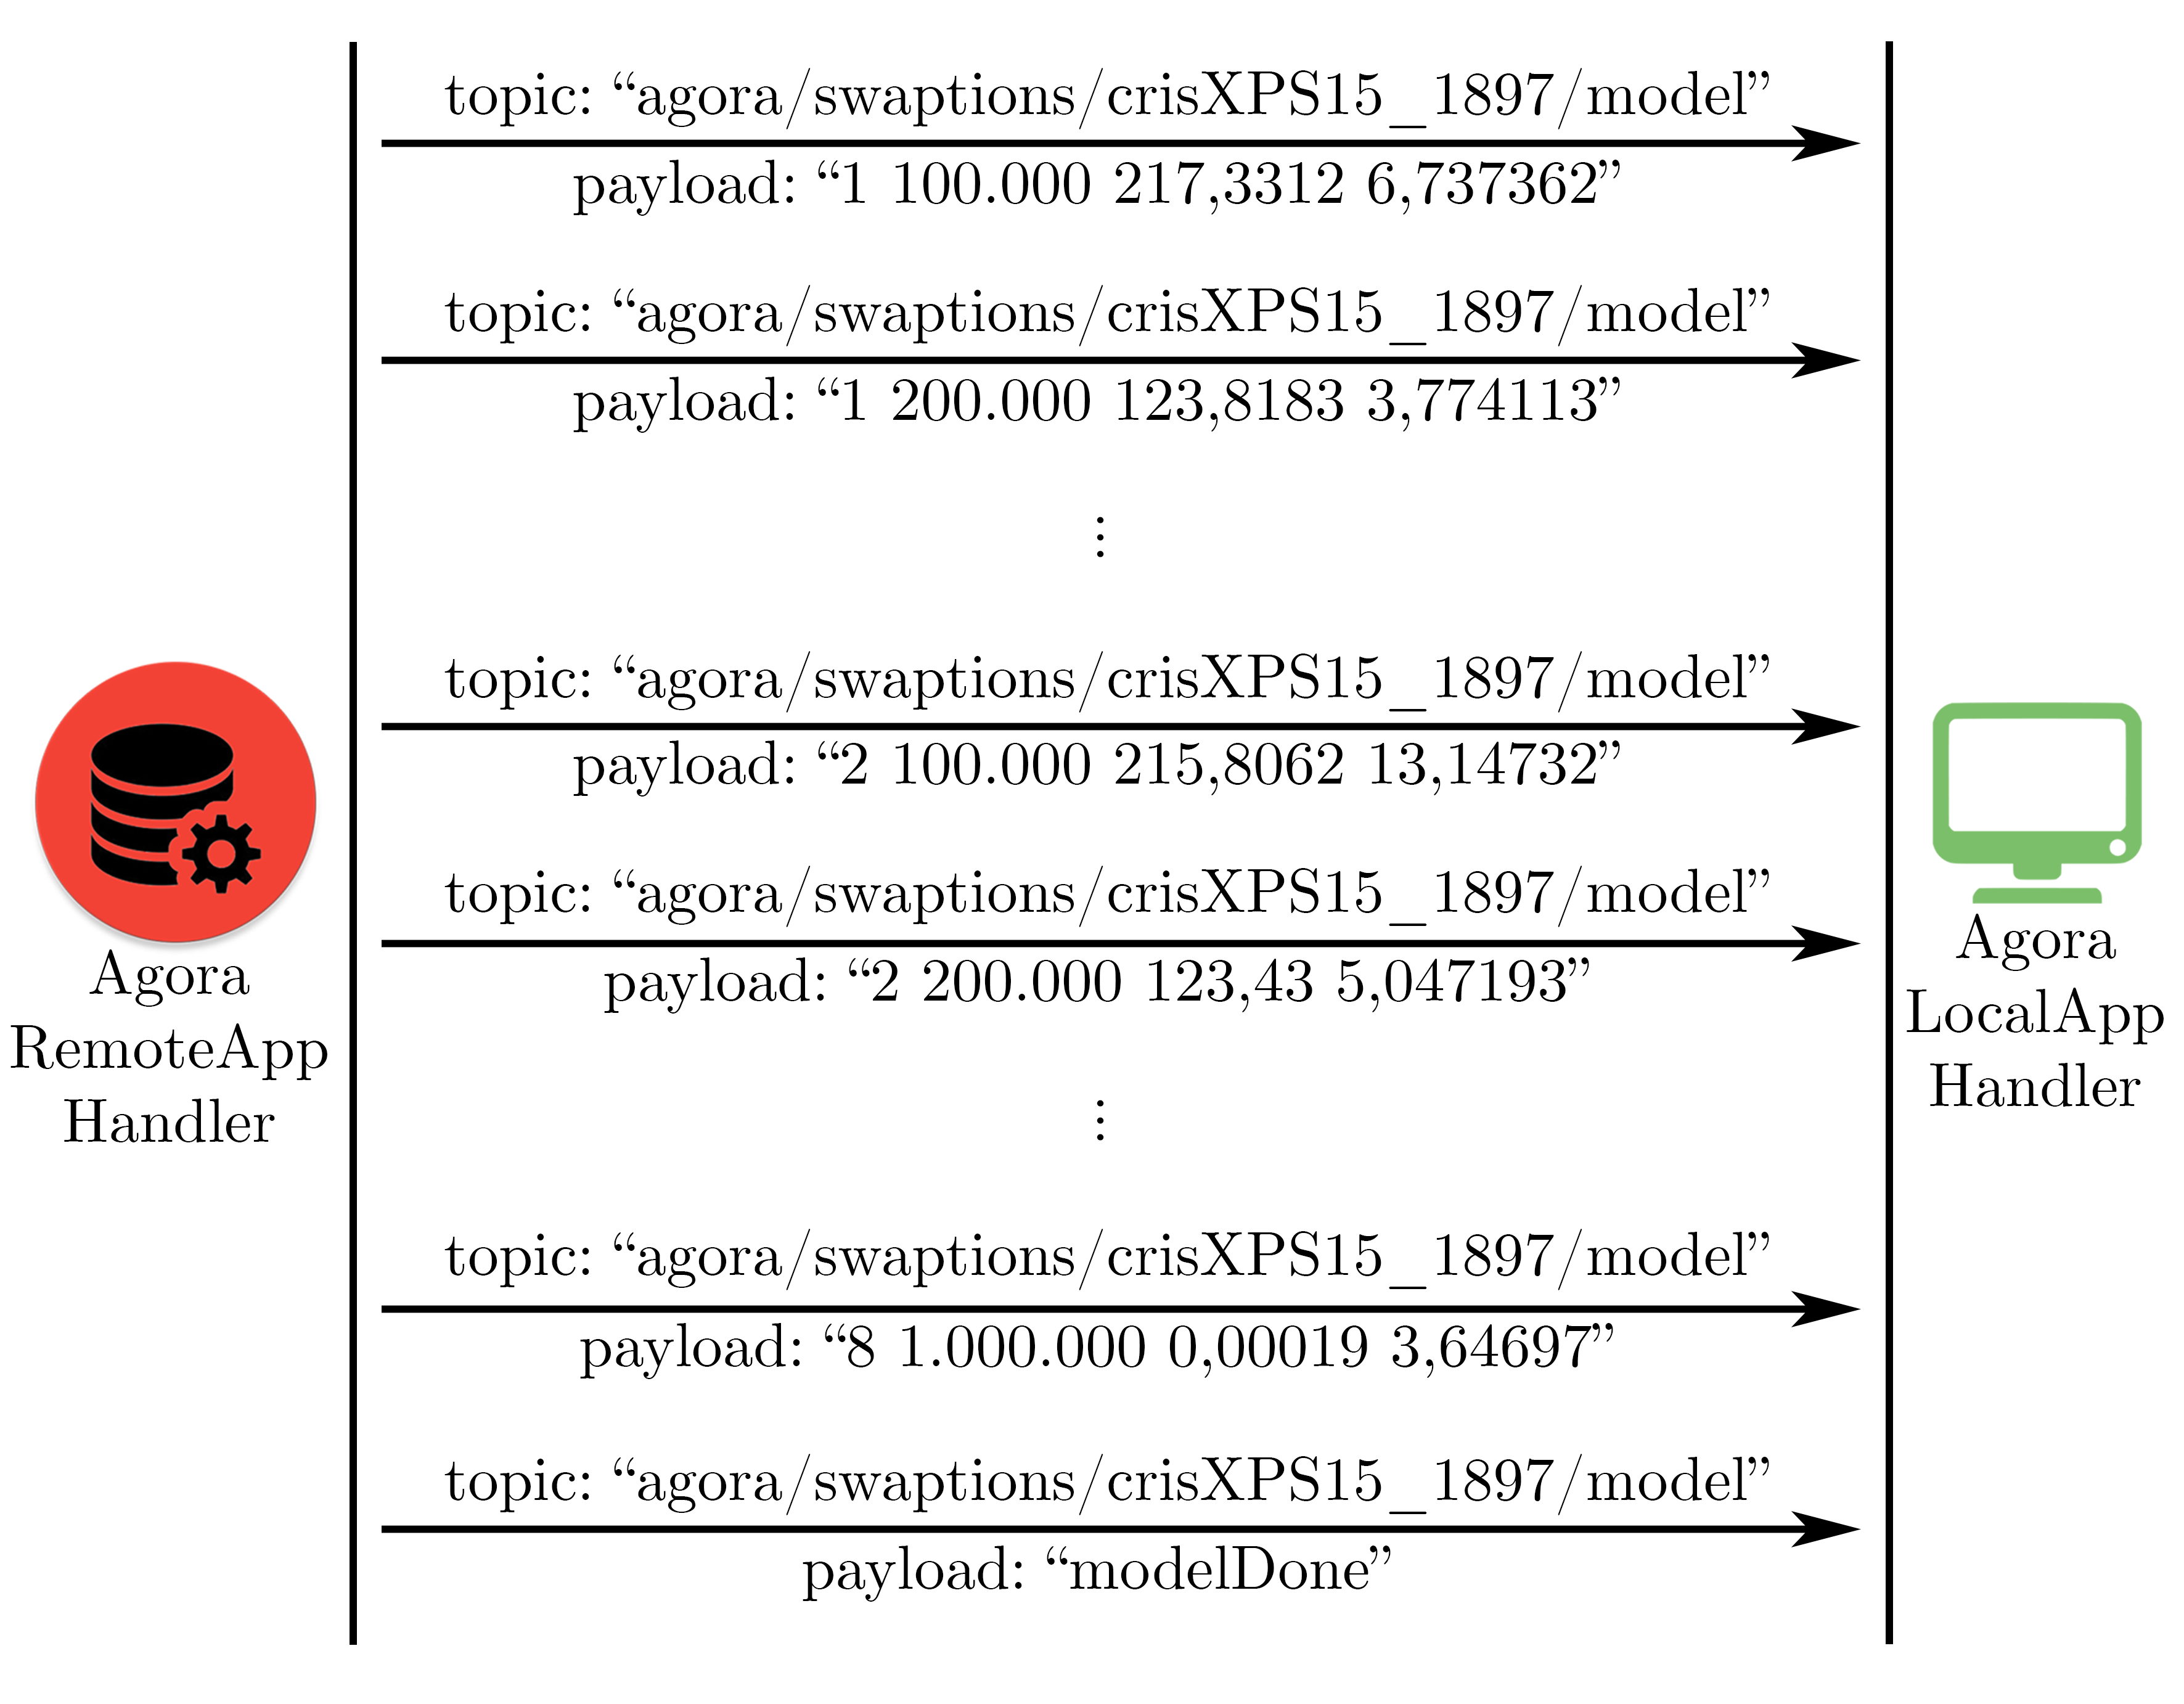 topic: “agora/swaptions/crisXPS15_1897/model”
payload: “1 100.000 217,3312 6,737362”
topic: “agora/swaptions/crisXPS15_1897/model”
payload: “1 200.000 123,8183 3,774113”
⋮
topic: “agora/swaptions/crisXPS15_1897/model”
payload: “2 100.000 215,8062 13,14732”
topic: “agora/swaptions/crisXPS15_1897/model”
payload: “2 200.000 123,43 5,047193”
⋮
topic: “agora/swaptions/crisXPS15_1897/model”
payload: “8 1.000.000 0,00019 3,64697”
topic: “agora/swaptions/crisXPS15_1897/model”
payload: “modelDone”
Agora
RemoteApp
Handler
Agora
LocalApp
Handler